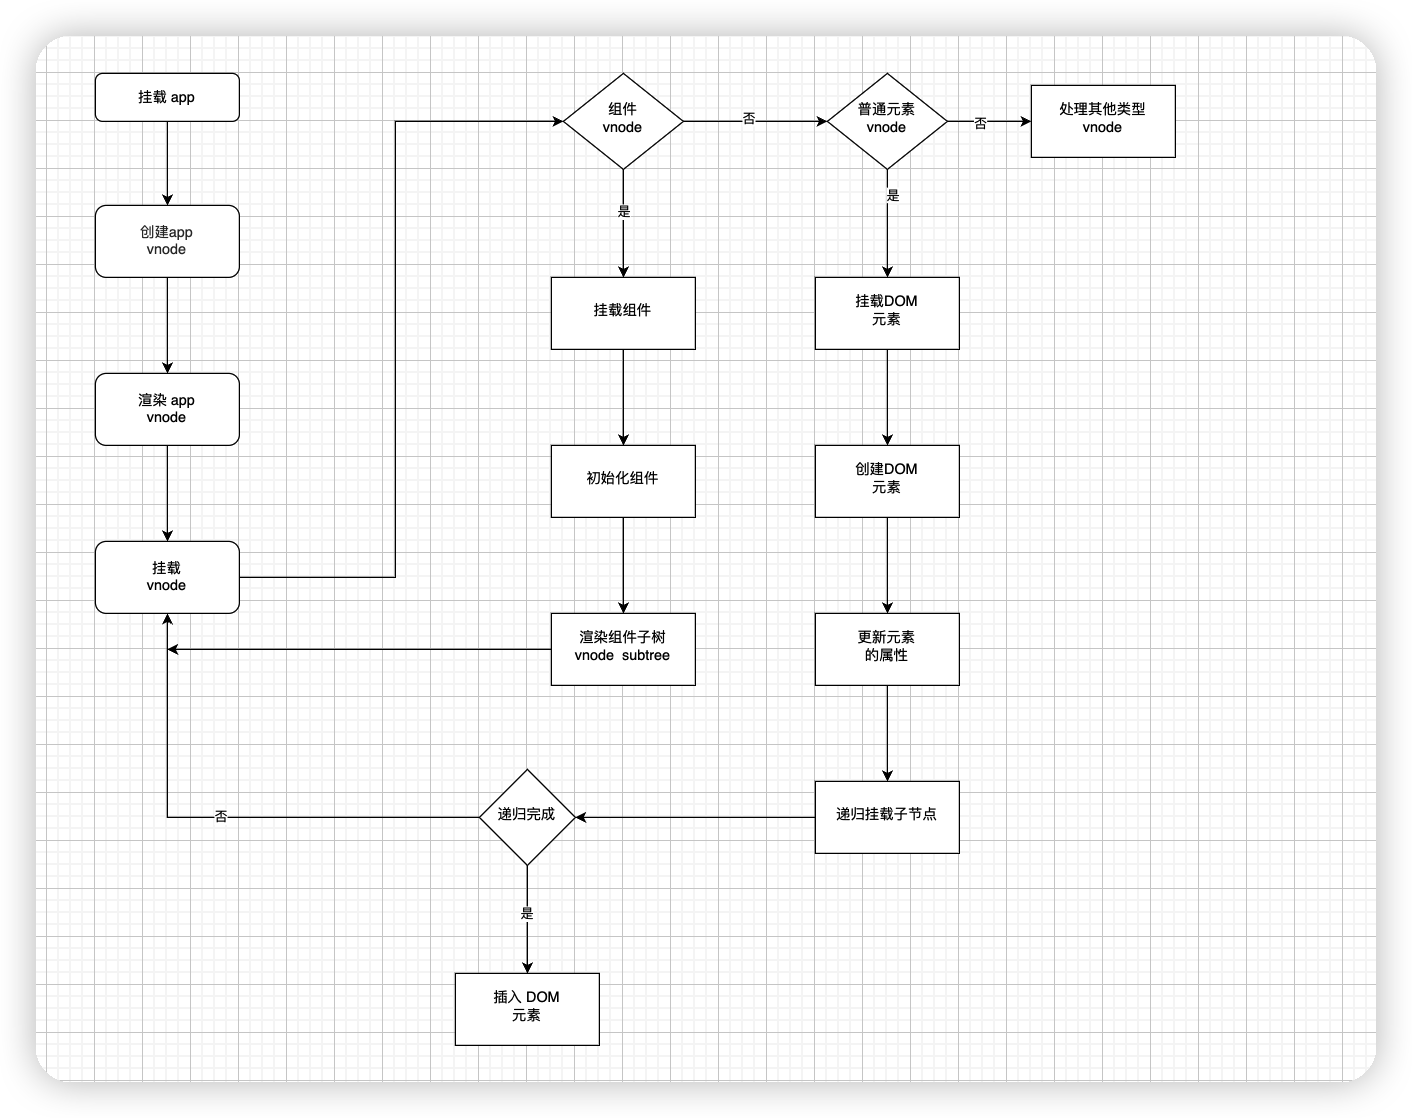 挂载 app
创建app
vnode
渲染 app
vnode
挂载
vnode
组件
vnode
否
普通元素
vnode
否
处理其他类型
vnode
是
是
挂载组件
挂载DOM
元素
初始化组件
创建DOM
元素
渲染组件子树
vnode subtree
更新元素
的属性
否
递归完成
递归挂载子节点
是
插入 DOM
元素